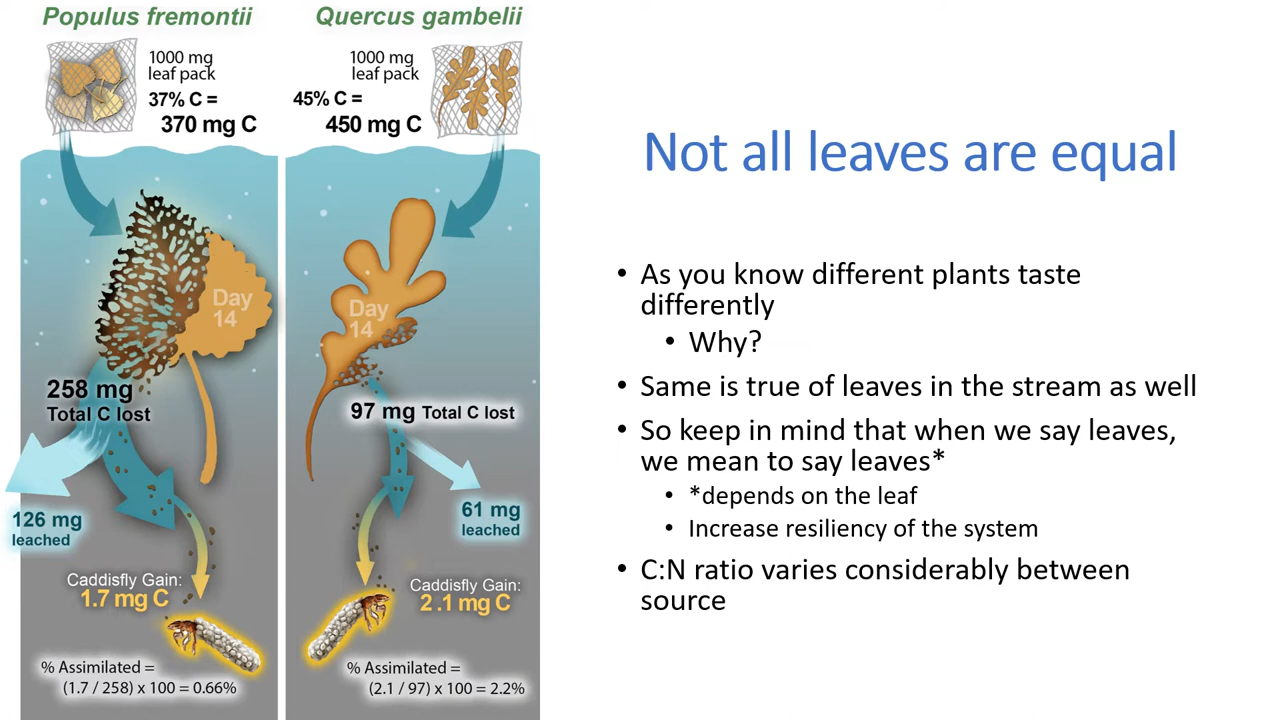 Populus fremontii
1000 mg
leaf pack
37% C =
370 mg C
Day
14
258 mg
Total C lost
126 mg
leached
Caddisfly Gain:
1.7 mg C
% Assimilated =
(1.7 / 258) x 100 = 0.66%
Quercus gambelii
1000 mg
leaf pack
45% C =
450 mg C
Day
14
97 mg Total C lost
61 mg
leached
Caddisfly Gain:
2.1 mg C
% Assimilated =
(2.1 / 97) x 100 = 2.2%
Not all leaves are equal
• As you know different plants taste
differently
• Why?
• Same is true of leaves in the stream as well
• So keep in mind that when we say leaves,
we mean to say leaves*
• *depends on the leaf
• Increase resiliency of the system
• C:N ratio varies considerably between
source